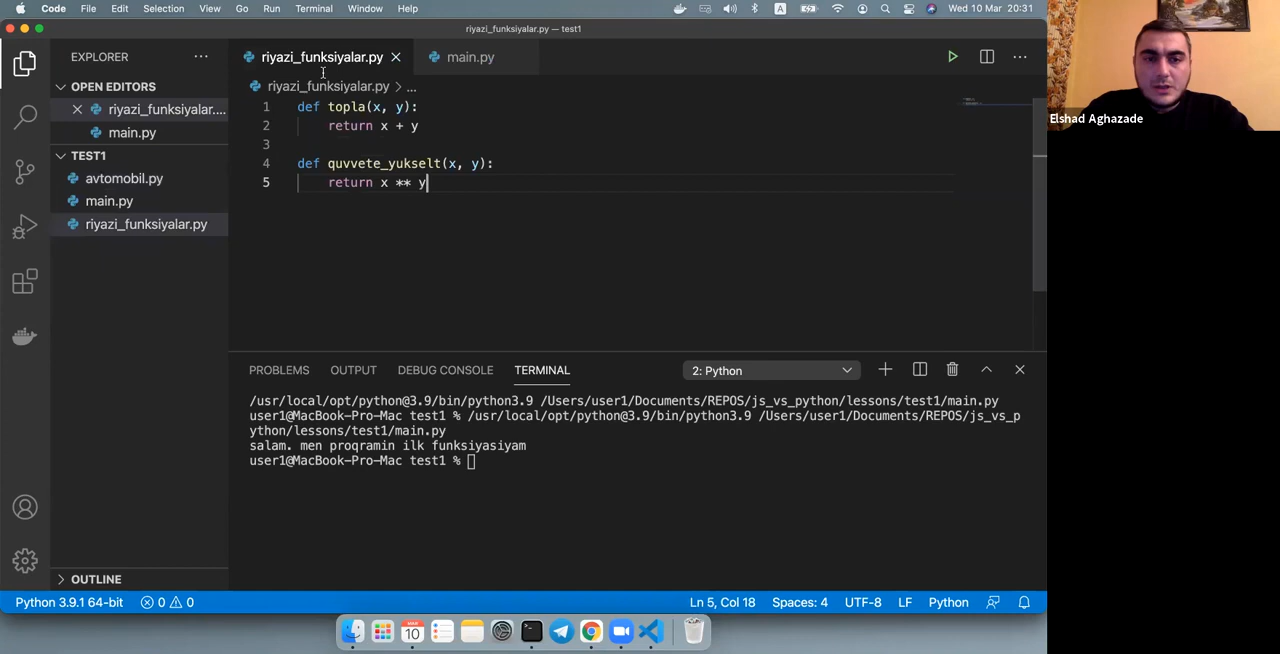 Code File Edit Selection View Go Run Terminal Window Help
A Wed 10 Mar 20:31
riyazi_funksiyalar.py — test1
EXPLORER
OPEN EDITORS
riyazi_funksiyalar....
main.py
TEST1
avtomobil.py
main.py
riyazi_funksiyalar.py
OUTLINE
riyazi_funksiyalar.py
main.py
riyazi_funksiyalar.py > ...
1 def topla(x, y):
2 return x + y
3
4 def quvvete_yukselt(x, y):
5 return x ** y
PROBLEMS OUTPUT DEBUG CONSOLE TERMINAL
2: Python
/usr/local/opt/python@3.9/bin/python3.9 /Users/user1/Documents/REPOS/js_vs_python/lessons/test1/main.py
user1@MacBook-Pro-Mac test1 % /usr/local/opt/python@3.9/bin/python3.9 /Users/user1/Documents/REPOS/js_vs_p
ython/lessons/test1/main.py
salam. men proqramin ilk funksiyasiyam
user1@MacBook-Pro-Mac test1 %
Python 3.9.1 64-bit 0 0
Ln 5, Col 18 Spaces: 4 UTF-8 LF Python
MAR
10
Elshad Aghazade